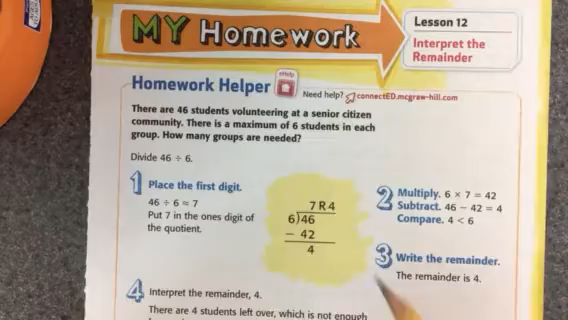 MY Homework
Lesson 12
Interpret the
Remainder
Homework Helper
eHelp
Need help? connectED.mcgraw-hill.com
There are 46 students volunteering at a senior citizen
community. There is a maximum of 6 students in each
group. How many groups are needed?
Divide 46 ÷ 6.
1 Place the first digit.
46 ÷ 6 ≈ 7
Put 7 in the ones digit of
the quotient.
7 R4
6)46
− 42
4
2 Multiply. 6 × 7 = 42
Subtract. 46 − 42 = 4
Compare. 4 < 6
3 Write the remainder.
The remainder is 4.
4 Interpret the remainder, 4.
There are 4 students left over, which is not enough